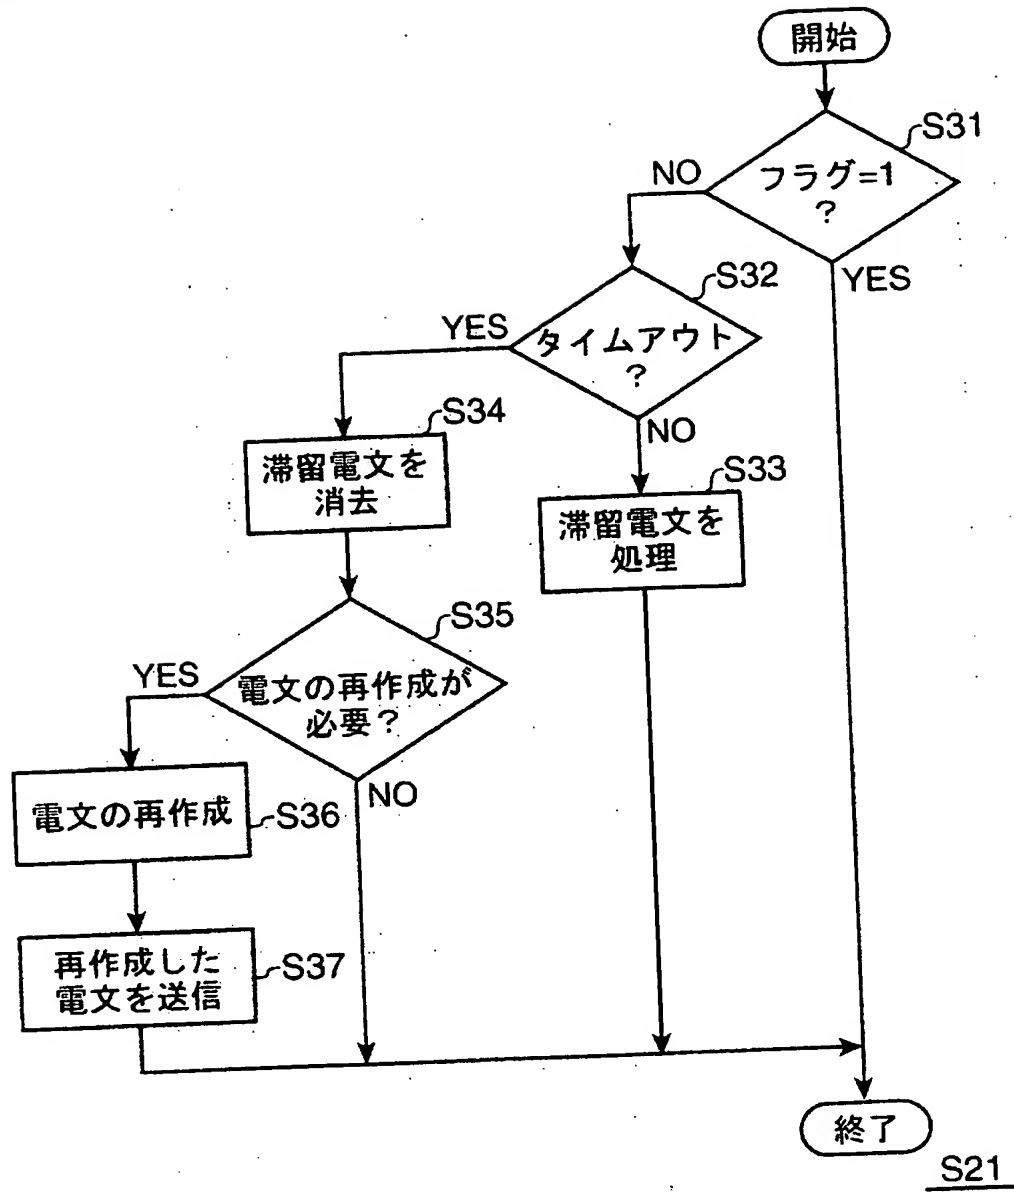 開始
S31
フラグ=1
?
NO
YES
S32
タイムアウト
?
YES
NO
S34
滞留電文を
消去
S33
滞留電文を
処理
S35
電文の再作成が
必要?
YES
NO
電文の再作成
S36
再作成した
電文を送信
S37
終了
S21